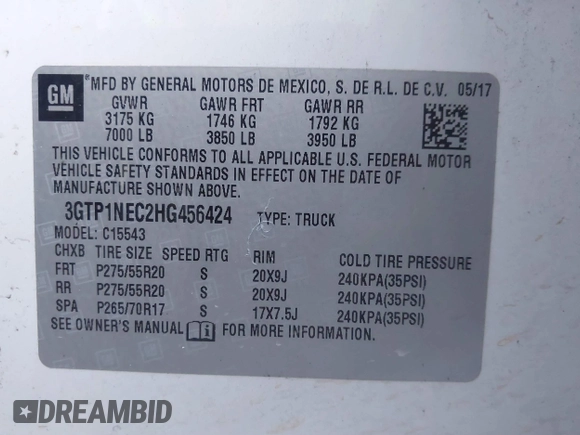 GM
*MFD BY GENERAL MOTORS DE MEXICO, S. DE R.L. DE C.V. 05/17
GVWR GAWR FRT GAWR RR
3175 KG 1746 KG 1792 KG
7000 LB 3850 LB 3950 LB
THIS VEHICLE CONFORMS TO ALL APPLICABLE U.S. FEDERAL MOTOR
VEHICLE SAFETY STANDARDS IN EFFECT ON THE DATE OF MANUFACTURE
SHOWN ABOVE.
3GTP1NEC2HG456424 TYPE: TRUCK
MODEL: C15543
CHXB TIRE SIZE SPEED RTG RIM COLD TIRE PRESSURE
FRT P275/55R20 S 20X9J 240KPA(35PSI)
RR P275/55R20 S 20X9J 240KPA(35PSI)
SPA P265/70R17 S 17X7.5J 240KPA(35PSI)
SEE OWNER'S MANUAL FOR MORE INFORMATION.
DREAMBID